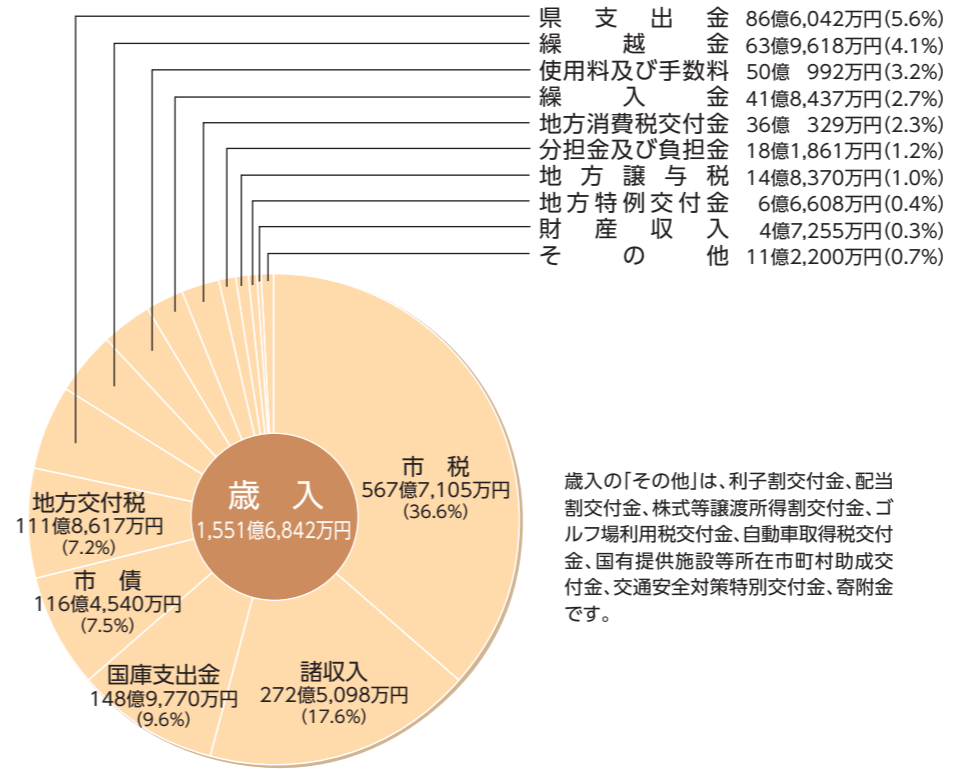 県支出金 86億6,042万円(5.6%)
繰越金 63億9,618万円(4.1%)
使用料及び手数料 50億 992万円(3.2%)
繰入金 41億8,437万円(2.7%)
地方消費税交付金 36億 329万円(2.3%)
分担金及び負担金 18億1,861万円(1.2%)
地方譲与税 14億8,370万円(1.0%)
地方特例交付金 6億6,608万円(0.4%)
財産収入 4億7,255万円(0.3%)
その他 11億2,200万円(0.7%)
歳入
1,551億6,842万円
市税
567億7,105万円
(36.6%)
諸収入
272億5,098万円
(17.6%)
国庫支出金
148億9,770万円
(9.6%)
市債
116億4,540万円
(7.5%)
地方交付税
111億8,617万円
(7.2%)
歳入の「その他」は、利子割交付金、配当
割交付金、株式等譲渡所得割交付金、ゴ
ルフ場利用税交付金、自動車取得税交付
金、国有提供施設等所在市町村助成交
付金、交通安全対策特別交付金、寄附金
です。